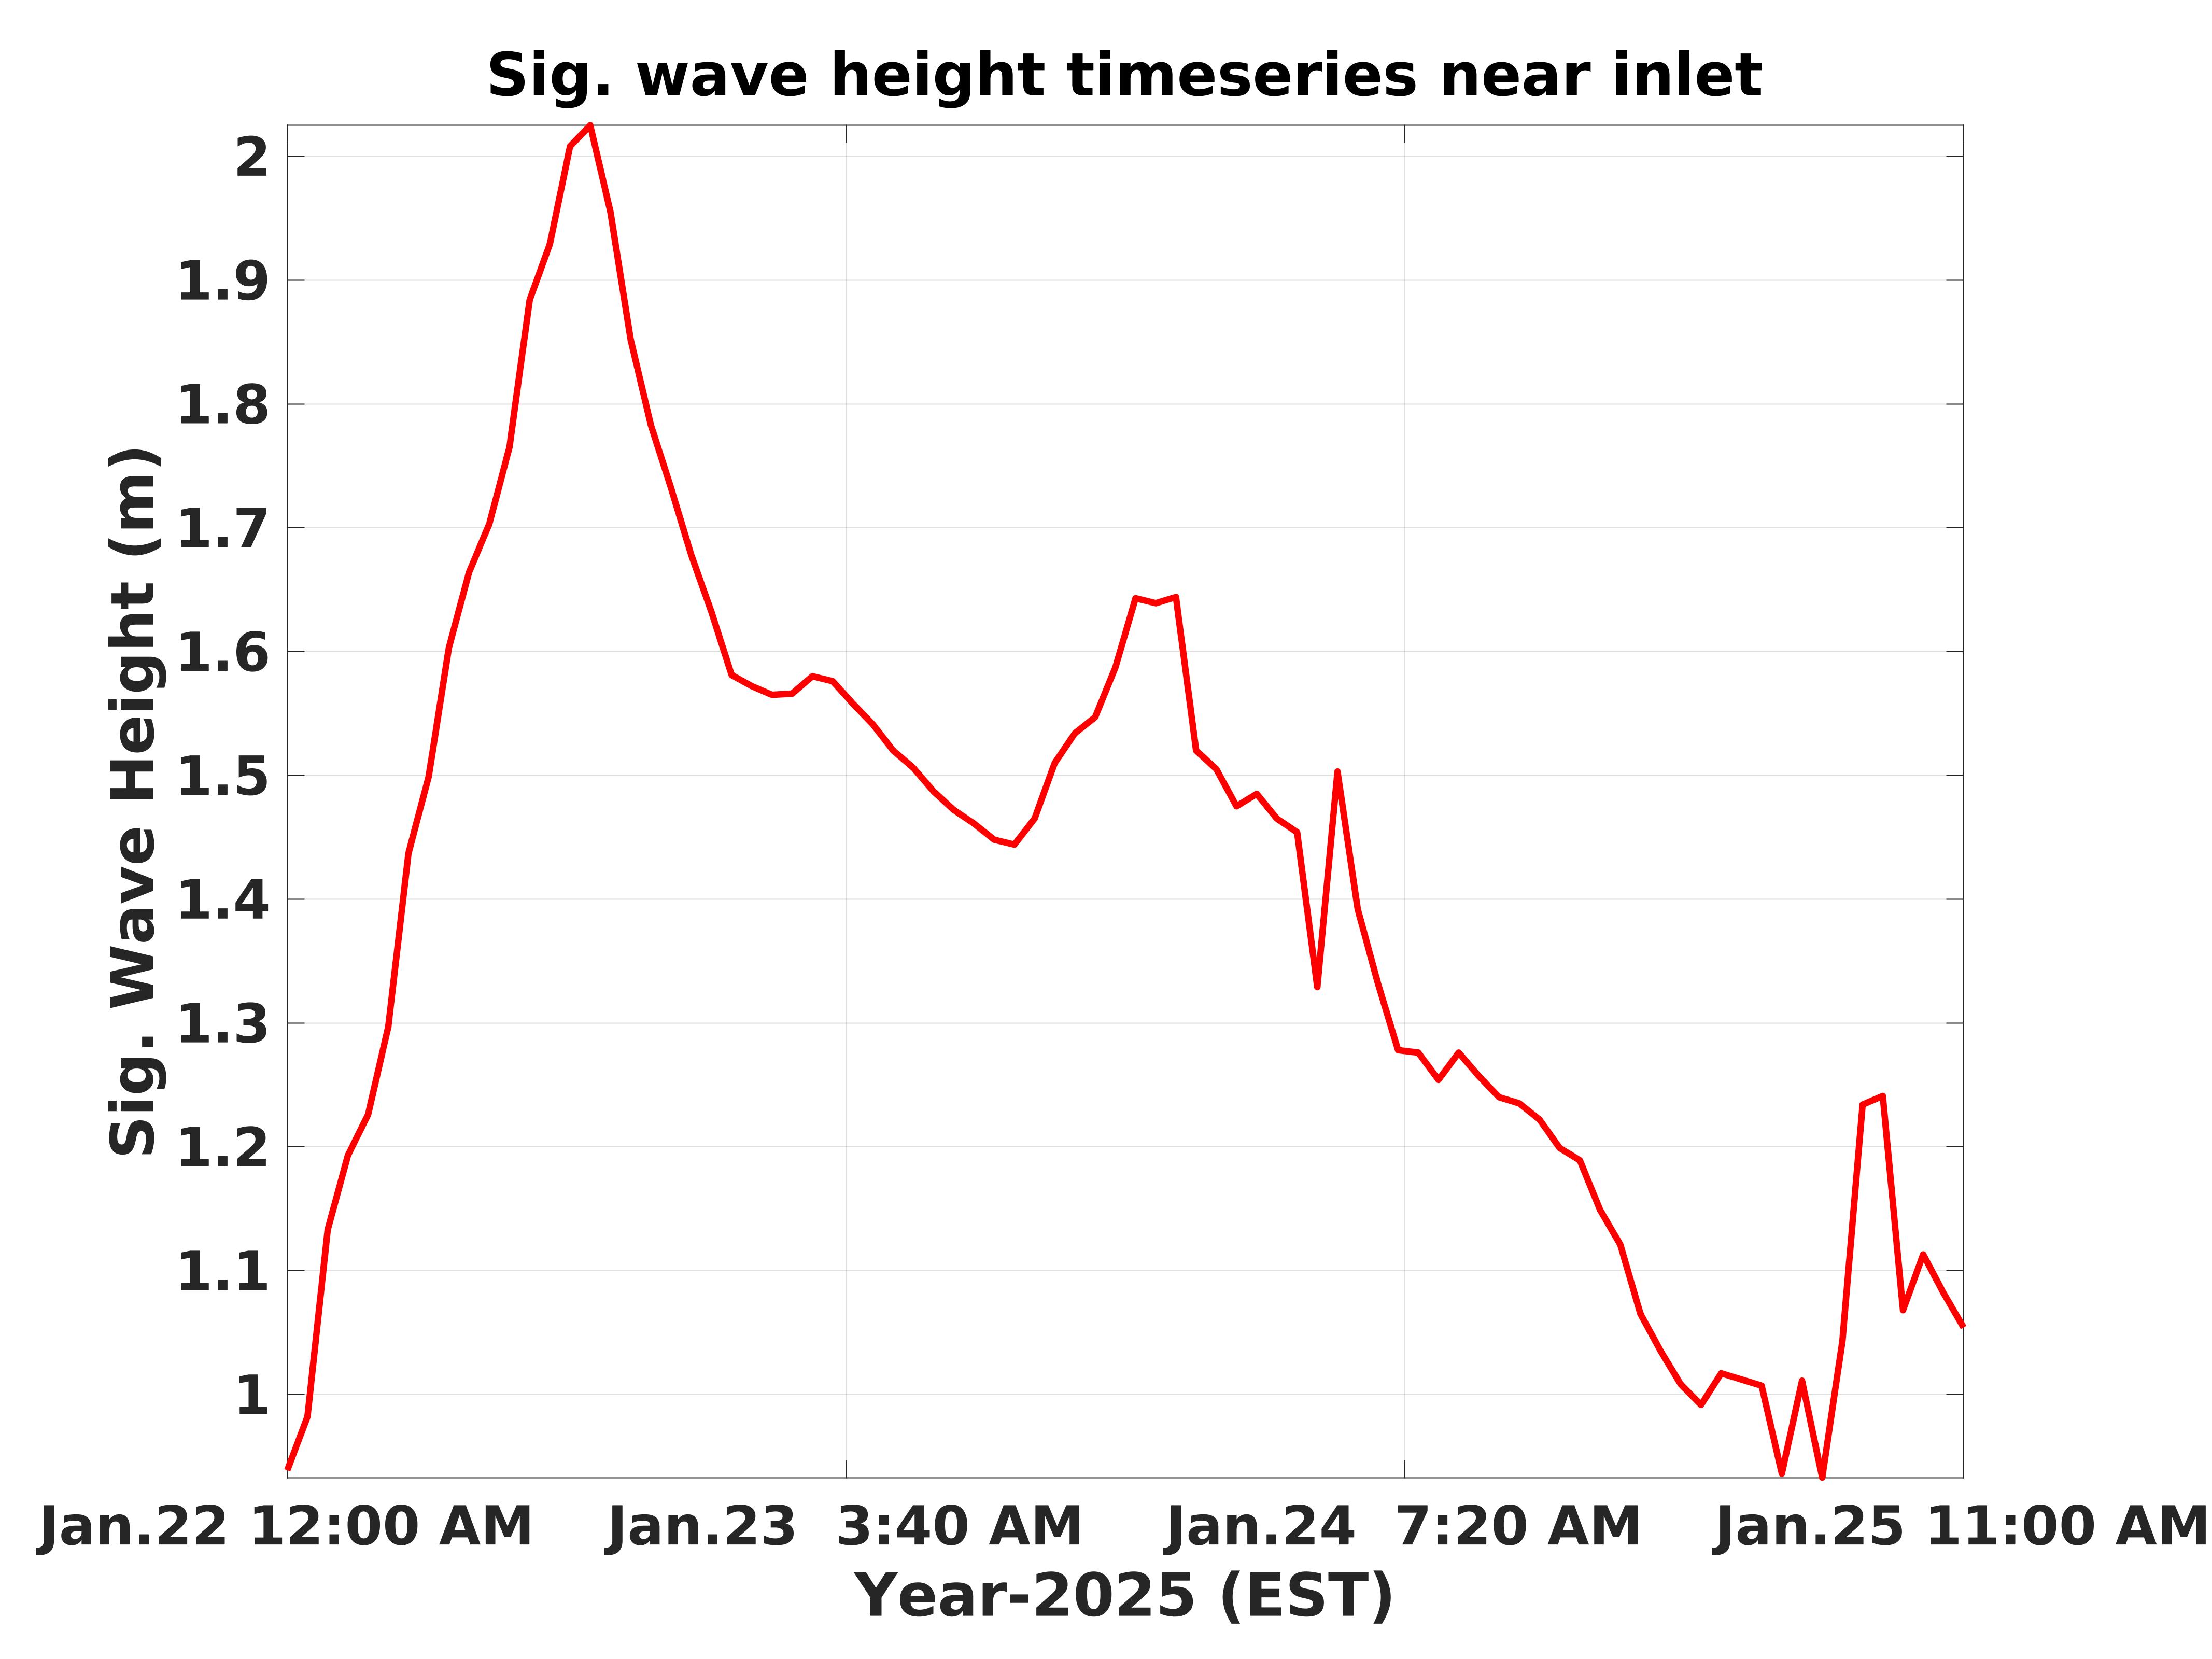 Sig. wave height timeseries near inlet
Sig. Wave Height (m)
2
1.9
1.8
1.7
1.6
1.5
1.4
1.3
1.2
1.1
1
Jan.22 12:00 AM Jan.23 3:40 AM Jan.24 7:20 AM Jan.25 11:00 AM
Year-2025 (EST)